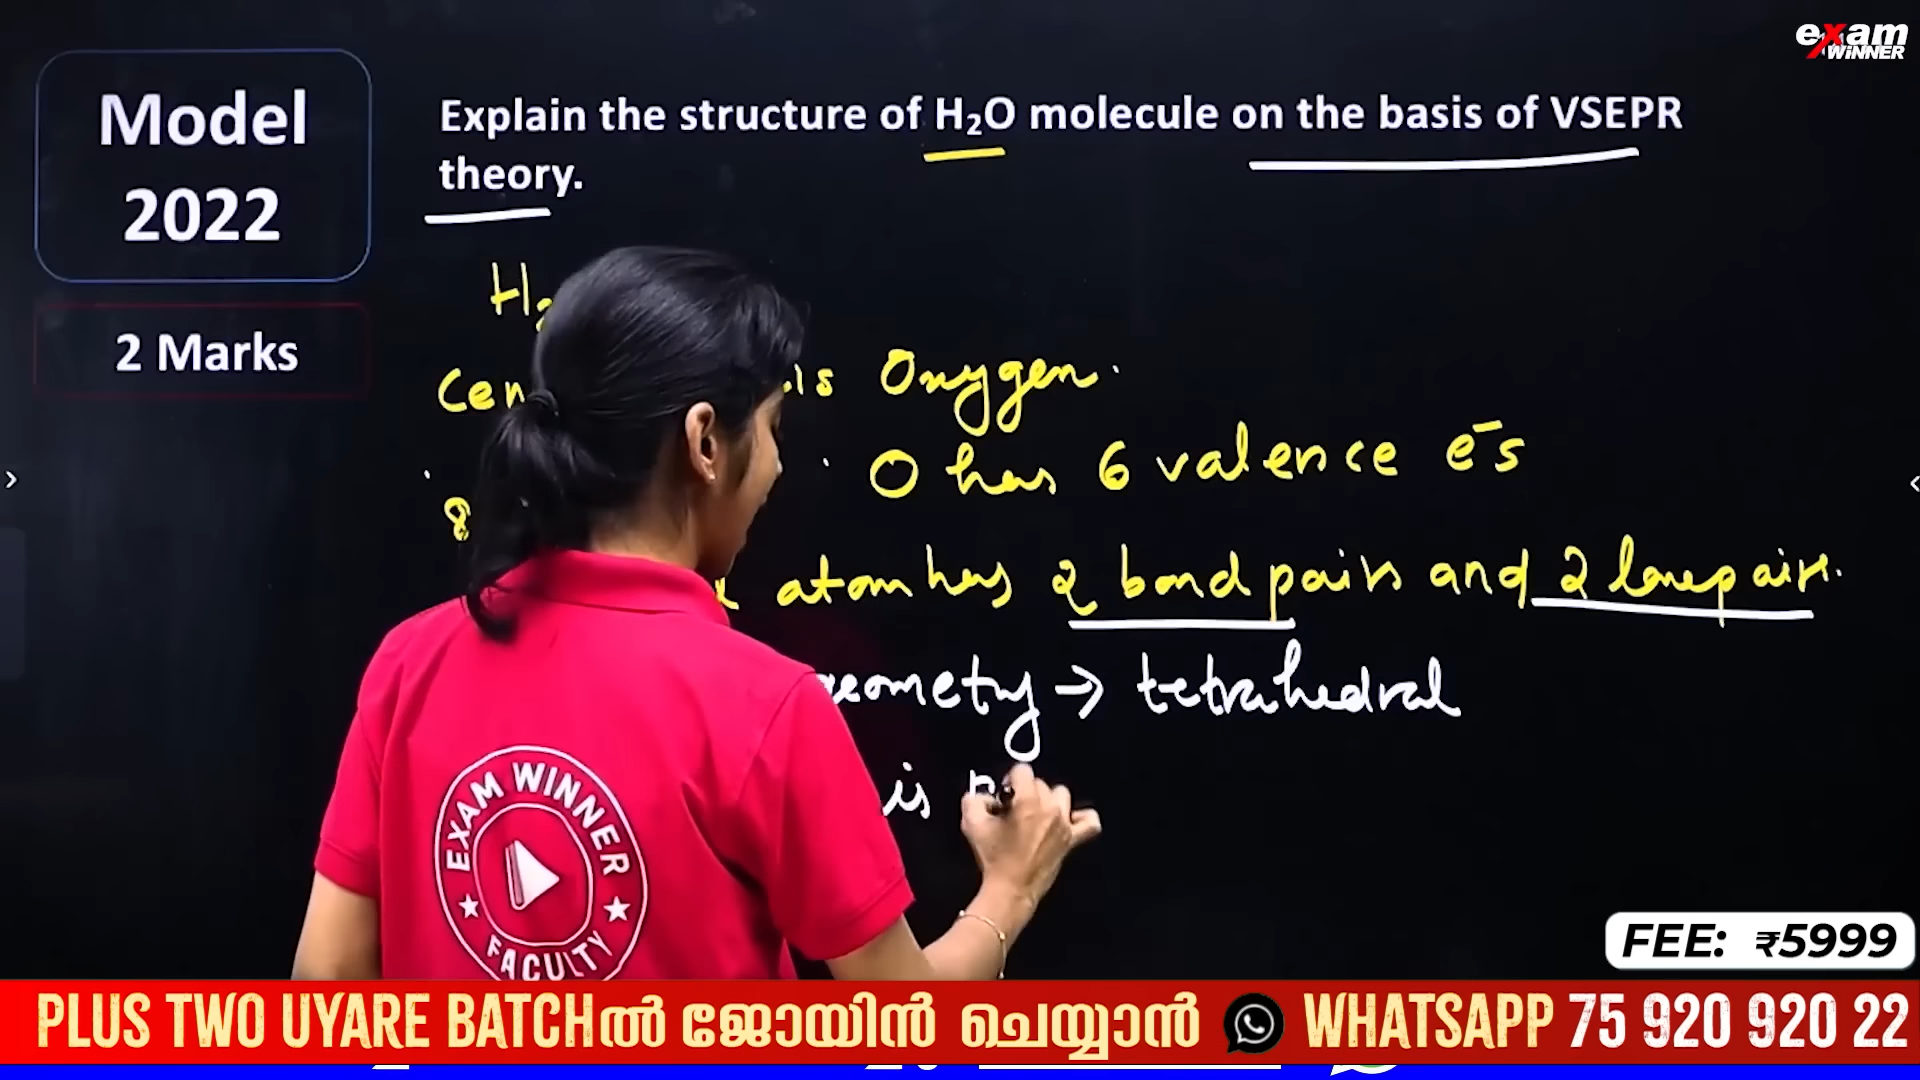 exam
WINNER
Model
2022
2 Marks
Explain the structure of H₂O molecule on the basis of VSEPR
theory.
H₂
Cen is Oxygen.
O has 6 valence e⁻s
8
atom has 2 bond pairs and 2 lone pairs.
geometry → tetrahedral
is
EXAM WINNER
FACULTY
FEE: ₹5999
PLUS TWO UYARE BATCHൽ ജോയിൻ ചെയ്യാൻ WHATSAPP 75 920 920 22